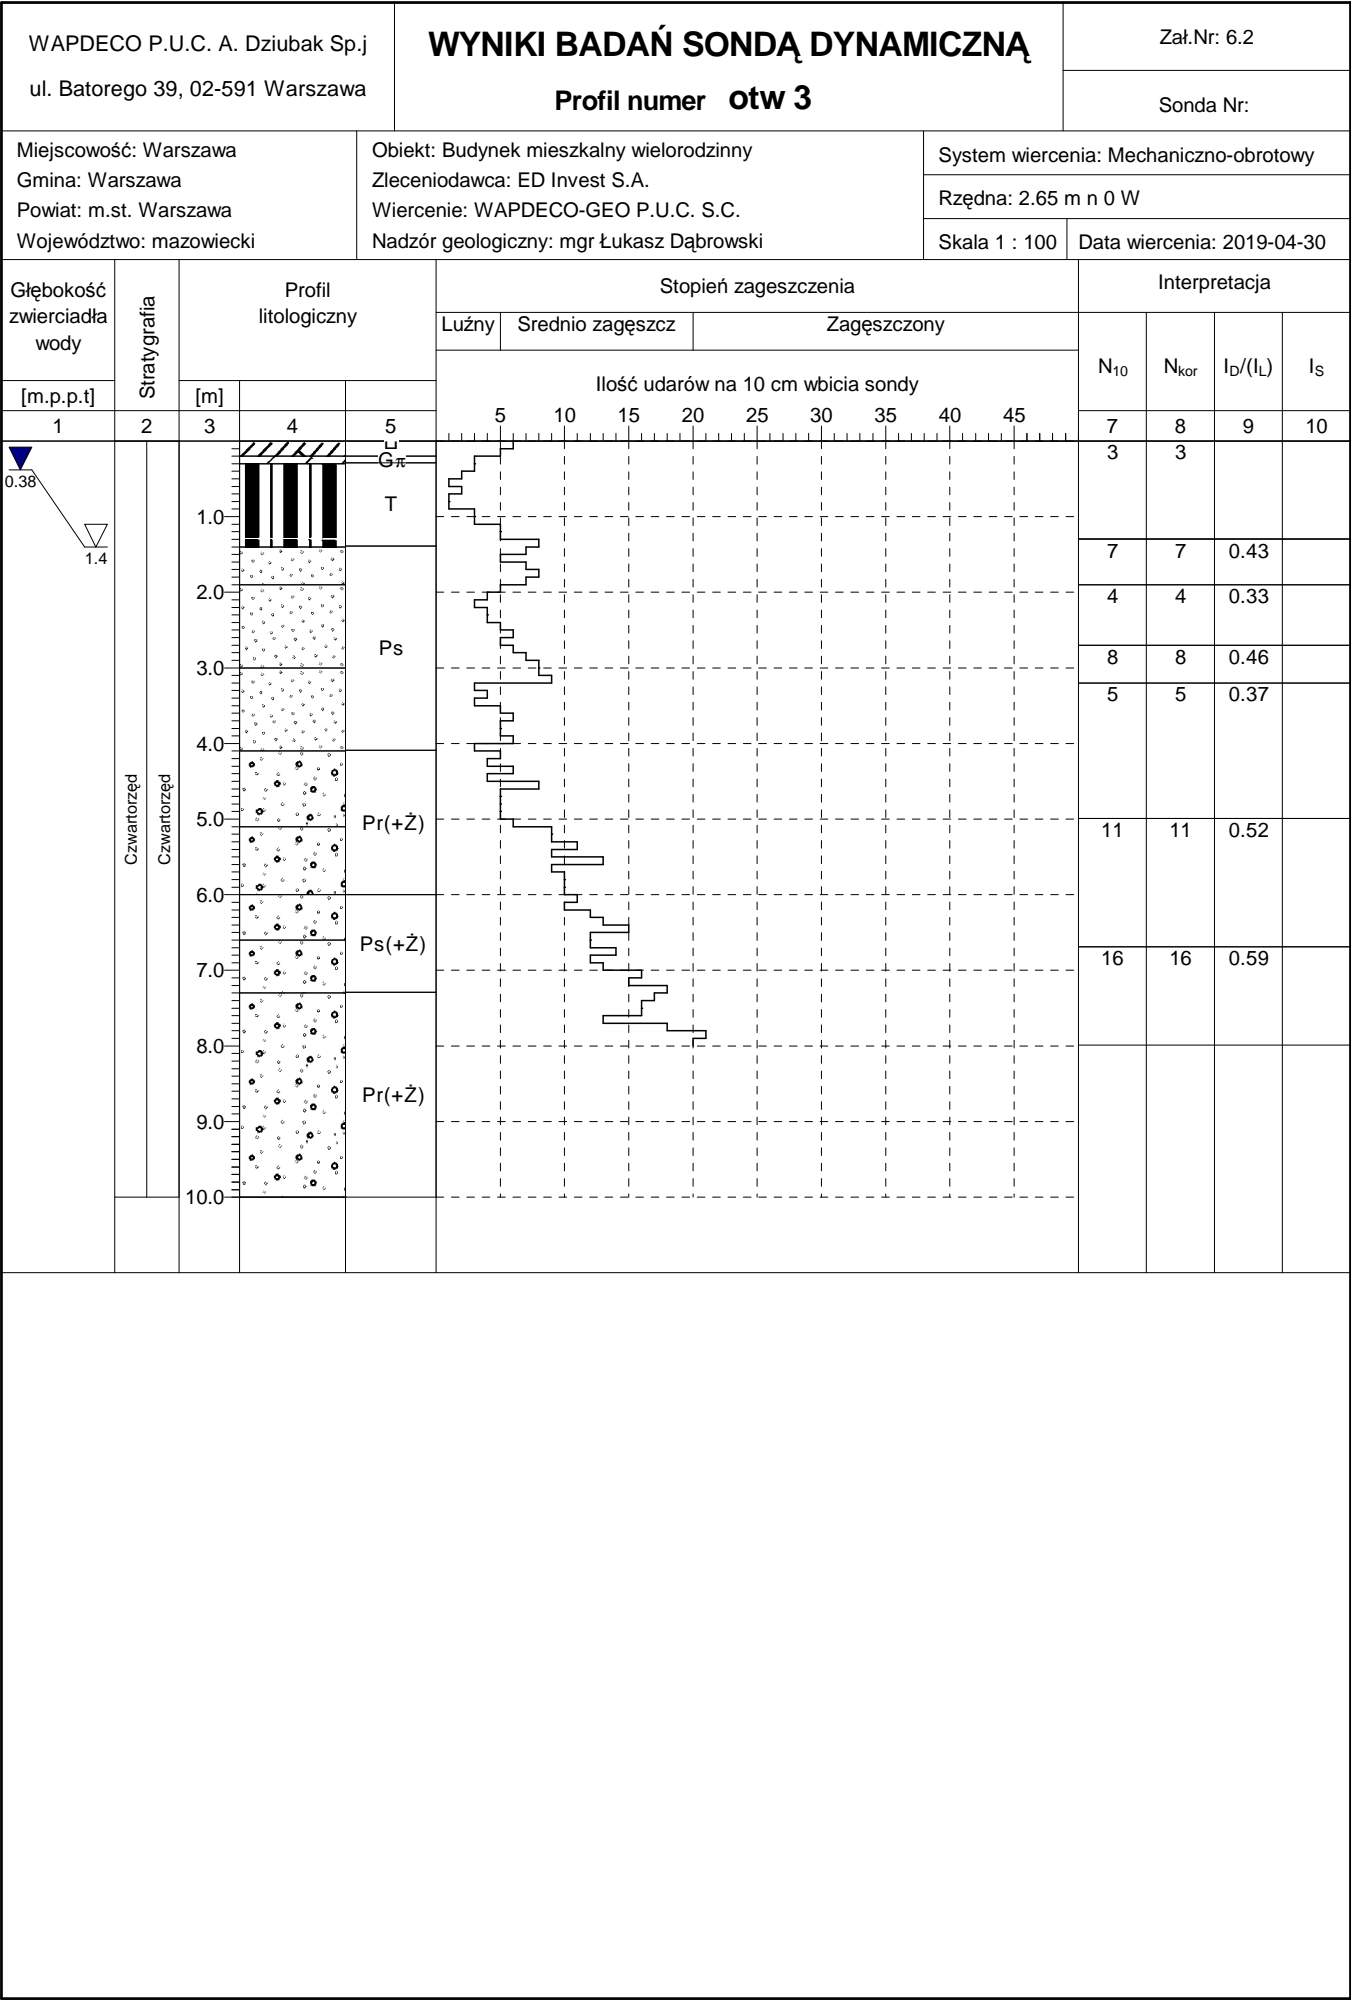 WAPDECO P.U.C. A. Dziubak Sp.j
ul. Batorego 39, 02-591 Warszawa
WYNIKI BADAŃ SONDĄ DYNAMICZNĄ
Profil numer otw 3
Zał.Nr: 6.2
Sonda Nr:
Miejscowość: Warszawa
Gmina: Warszawa
Powiat: m.st. Warszawa
Województwo: mazowiecki
Obiekt: Budynek mieszkalny wielorodzinny
Zleceniodawca: ED Invest S.A.
Wiercenie: WAPDECO-GEO P.U.C. S.C.
Nadzór geologiczny: mgr Łukasz Dąbrowski
System wiercenia: Mechaniczno-obrotowy
Rzędna: 2.65 m n 0 W
Skala 1 : 100
Data wiercenia: 2019-04-30
Głębokość
zwierciadła
wody
[m.p.p.t]
Stratygrafia
Profil
litologiczny
[m]
Stopień zageszczenia
Luźny
Srednio zagęszcz
Zagęszczony
Ilość udarów na 10 cm wbicia sondy
5 10 15 20 25 30 35 40 45
Interpretacja
N10 Nkor ID/(IL) IS
1 2 3 4 5 7 8 9 10
0.38
1.4
Czwartorzęd
Czwartorzęd
1.0
2.0
3.0
4.0
5.0
6.0
7.0
8.0
9.0
10.0
Gπ
T
Ps
Pr(+Ż)
Ps(+Ż)
Pr(+Ż)
3 3
7 7 0.43
4 4 0.33
8 8 0.46
5 5 0.37
11 11 0.52
16 16 0.59